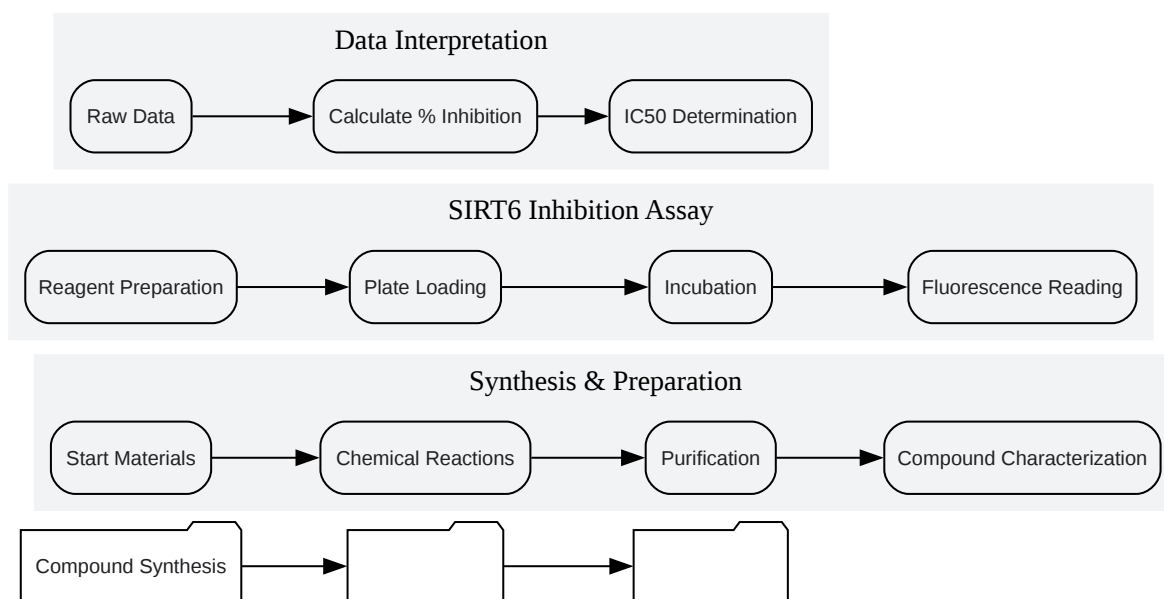 Data Interpretation
Raw Data
Calculate % Inhibition
IC50 Determination
SIRT6 Inhibition Assay
Reagent Preparation
Plate Loading
Incubation
Fluorescence Reading
Synthesis & Preparation
Start Materials
Chemical Reactions
Purification
Compound Characterization
Compound Synthesis